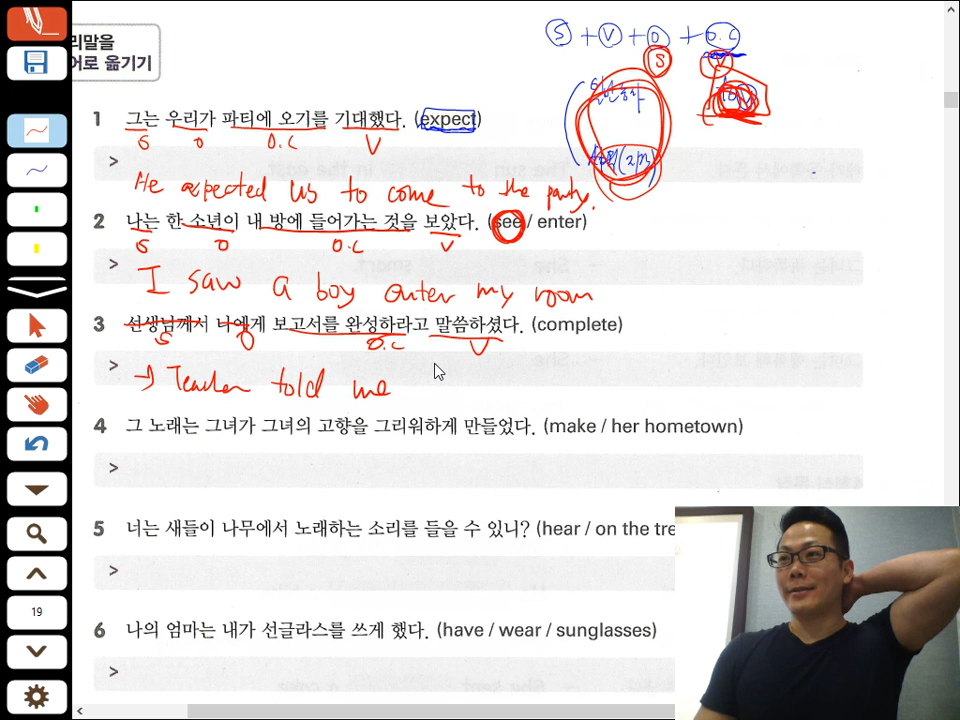 S + V + O + O.C
S V
리말을
어로 옮기기
일반동사
1 그는 우리가 파티에 오기를 기대했다. (expect)
S O O.C V
> He expected us to come to the party.
2 나는 한 소년이 내 방에 들어가는 것을 보았다. (see / enter)
S O O.C V
> I saw a boy enter my room
3 선생님께서 나에게 보고서를 완성하라고 말씀하셨다. (complete)
S O O.C V
> → Teacher told me
4 그 노래는 그녀가 그녀의 고향을 그리워하게 만들었다. (make / her hometown)
>
5 너는 새들이 나무에서 노래하는 소리를 들을 수 있니? (hear / on the tre
>
19
6 나의 엄마는 내가 선글라스를 쓰게 했다. (have / wear / sunglasses)
>